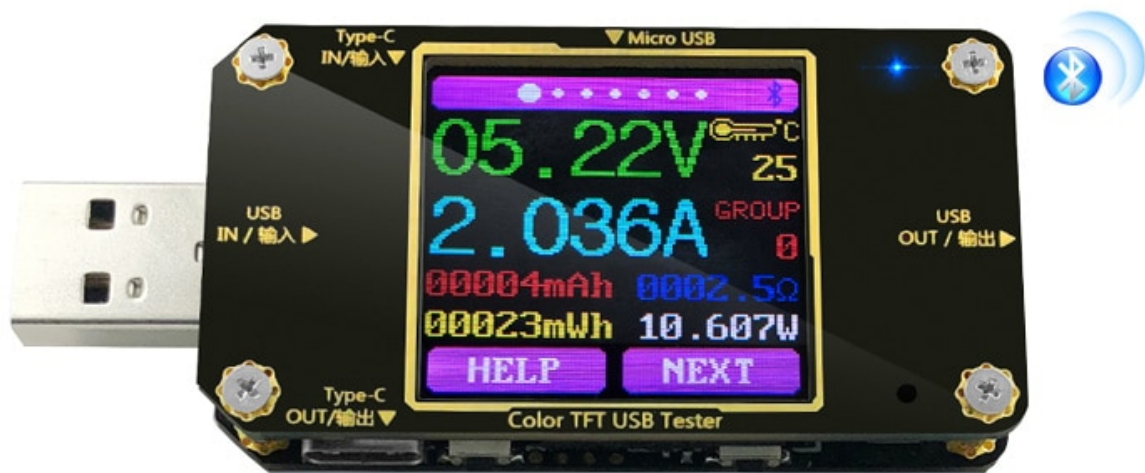 Type-C
IN/输入▼
▼Micro USB
05.22V
℃
25
2.036A
GROUP
0
00004mAh
0002.5Ω
00023mWh
10.607W
HELP
NEXT
USB
IN / 输入▶
USB
OUT / 输出▶
Type-C
OUT/输出▼
Color TFT USB Tester